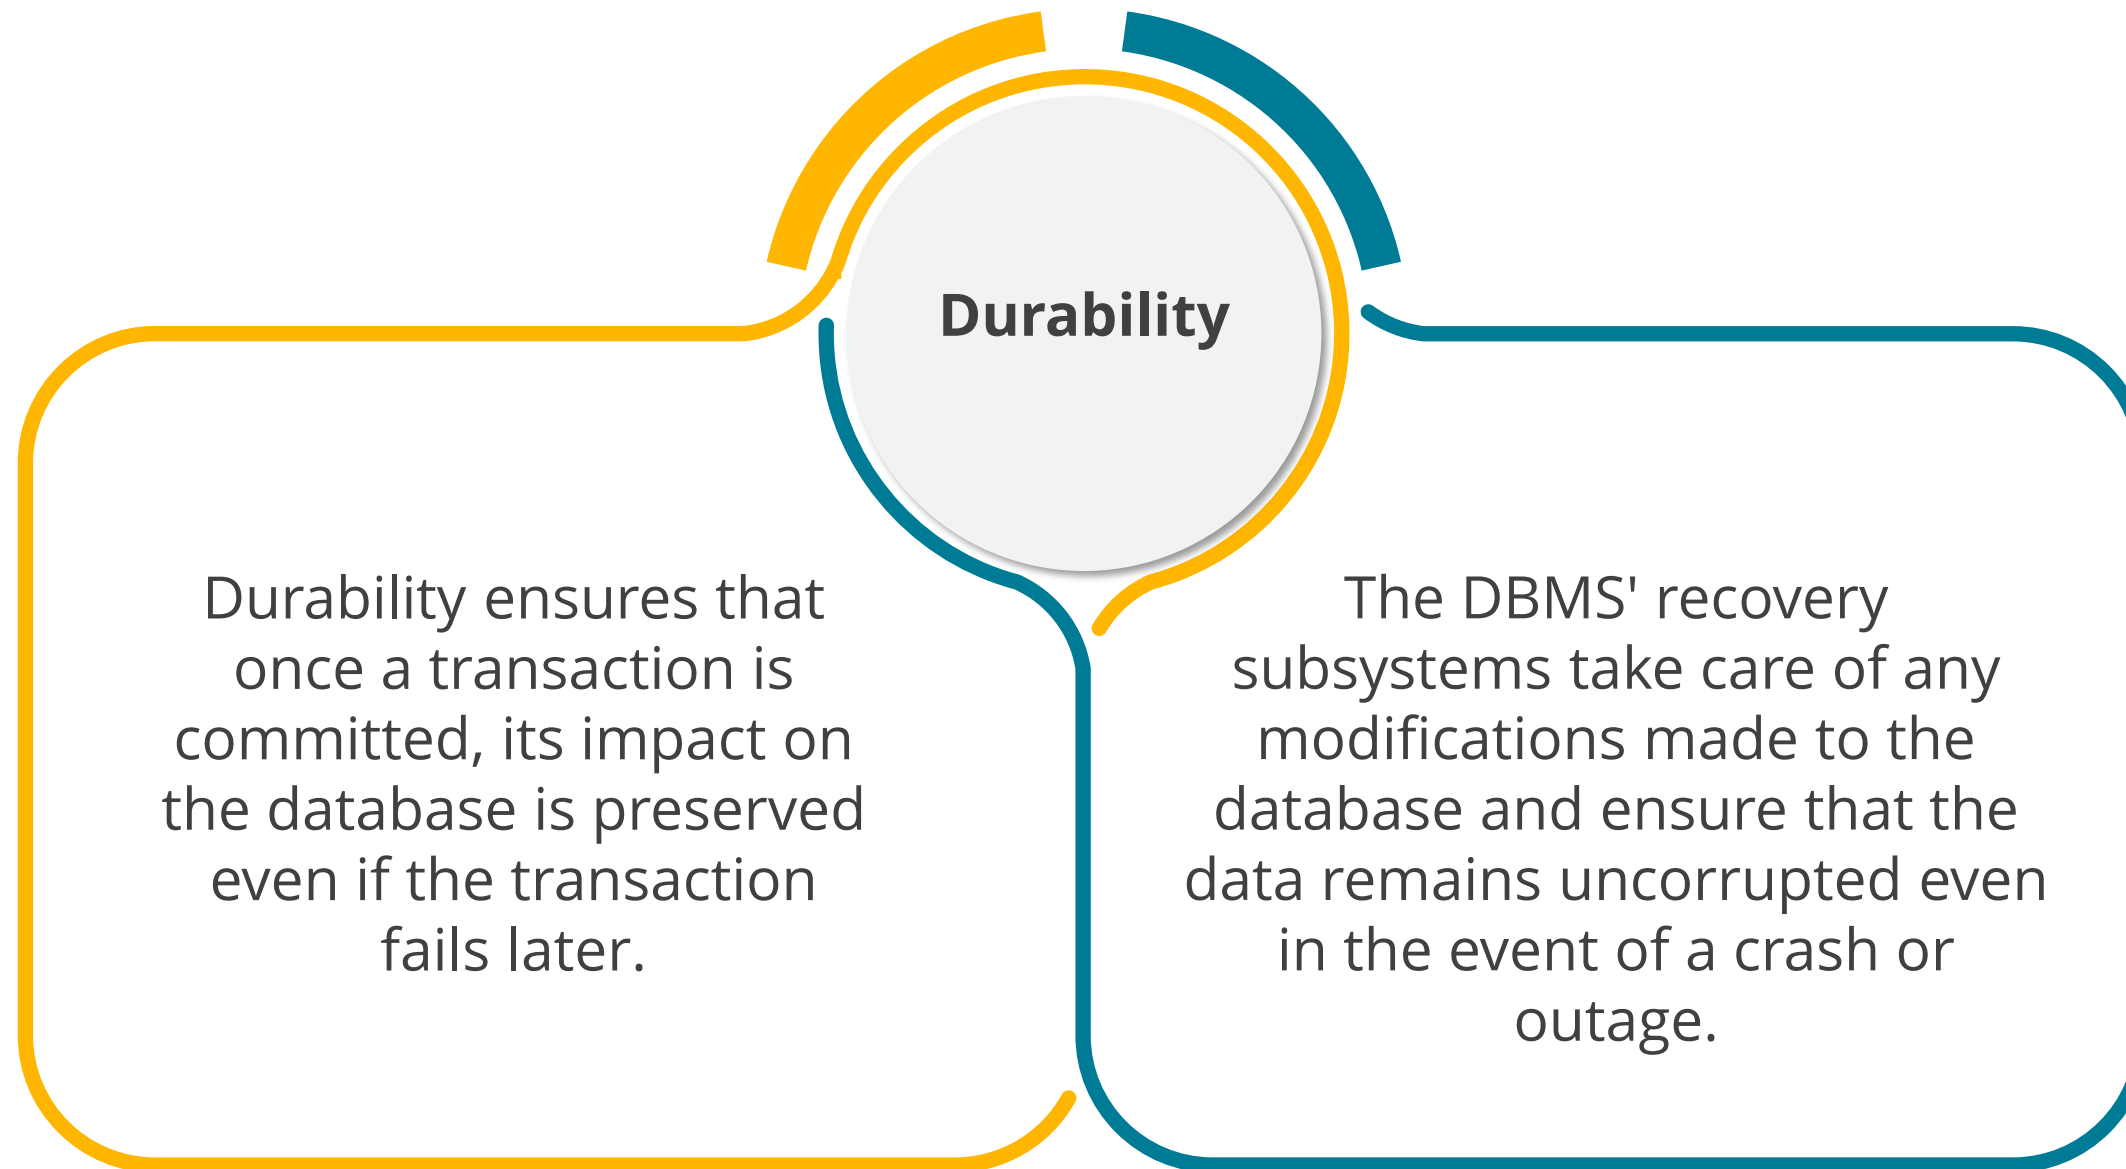 Durability
Durability ensures that
once a transaction is
committed, its impact on
the database is preserved
even if the transaction
fails later.
The DBMS' recovery
subsystems take care of any
modifications made to the
database and ensure that the
data remains uncorrupted even
in the event of a crash or
outage.